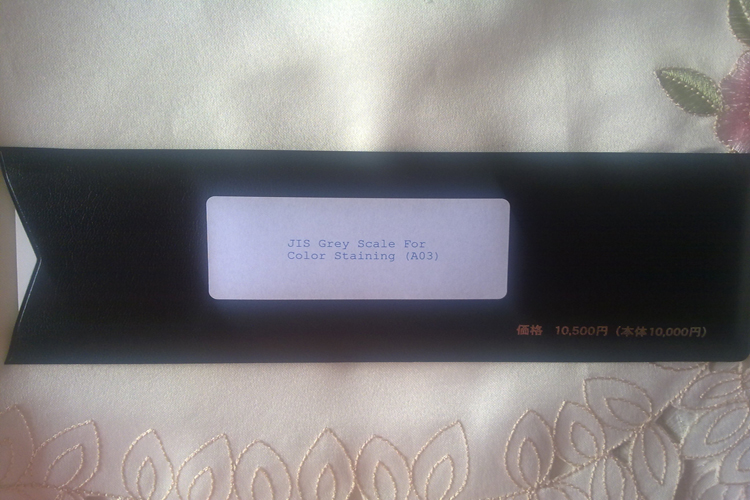 JIS Grey Scale For
Color Staining (A03)
価格 10,500円（本体10,000円）